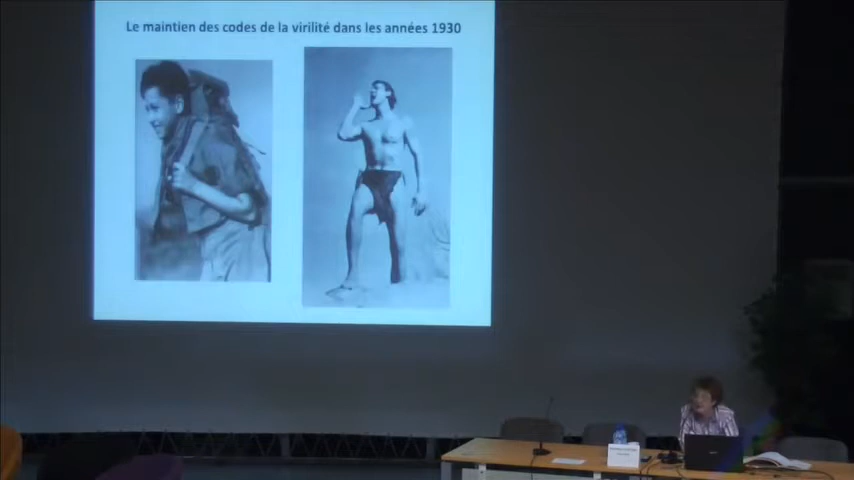 Le maintien des codes de la virilité dans les années 1930